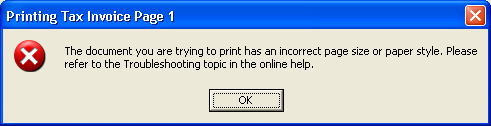 Printing Tax Invoice Page 1
The document you are trying to print has an incorrect page size or paper style. Please
refer to the Troubleshooting topic in the online help.
OK